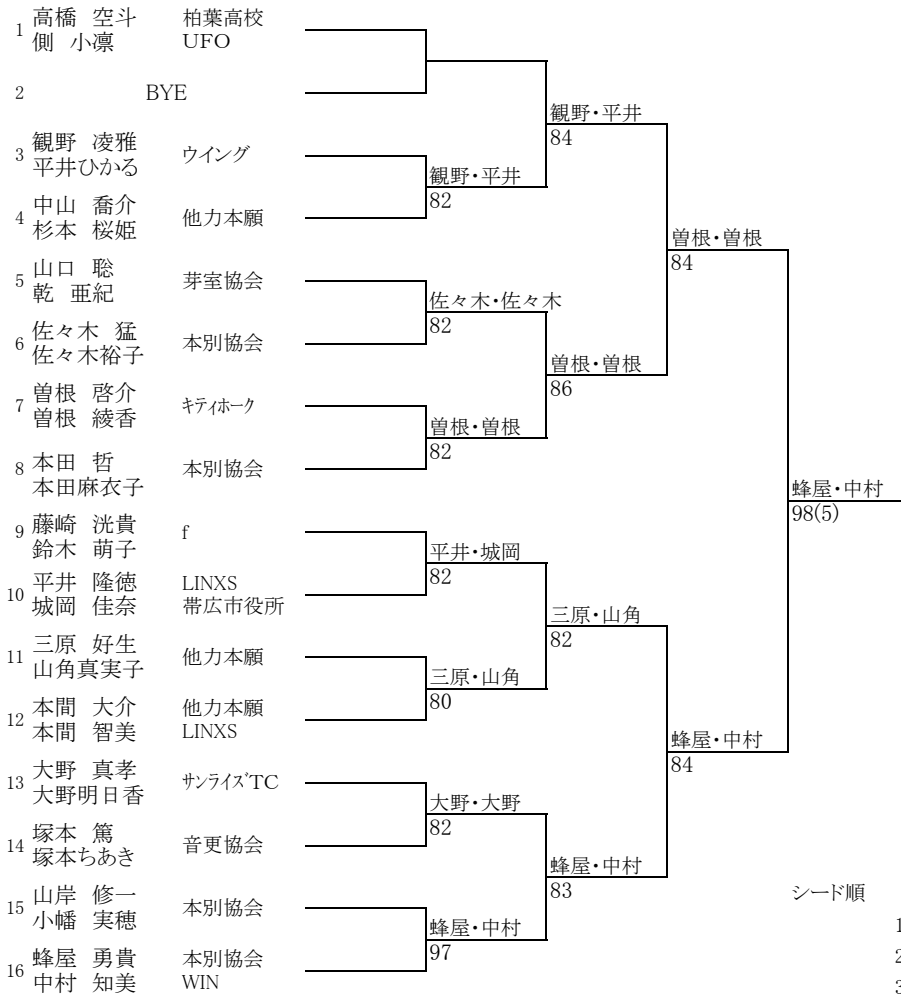 1 高橋 空斗 柏葉高校
側 小凛 UFO
2 BYE
観野・平井
84
3 観野 凌雅 ウイング
平井ひかる
観野・平井
82
4 中山 喬介 他力本願
杉本 桜姫
曽根・曽根
84
5 山口 聡 芽室協会
乾 亜紀
佐々木・佐々木
82
6 佐々木 猛 本別協会
佐々木裕子
曽根・曽根
86
7 曽根 啓介 キティホーク
曽根 綾香
曽根・曽根
82
8 本田 哲 本別協会
本田麻衣子
蜂屋・中村
98(5)
9 藤崎 洸貴 f
鈴木 萌子
平井・城岡
82
10 平井 隆徳 LINXS
城岡 佳奈 帯広市役所
三原・山角
82
11 三原 好生 他力本願
山角真実子
三原・山角
80
12 本間 大介 他力本願
本間 智美 LINXS
蜂屋・中村
84
13 大野 真孝 サンライズTC
大野明日香
大野・大野
82
14 塚本 篤 音更協会
塚本ちあき
蜂屋・中村
83
15 山岸 修一 本別協会
小幡 実穂
蜂屋・中村
97
16 蜂屋 勇貴 本別協会
中村 知美 WIN
シード順
1
2
3